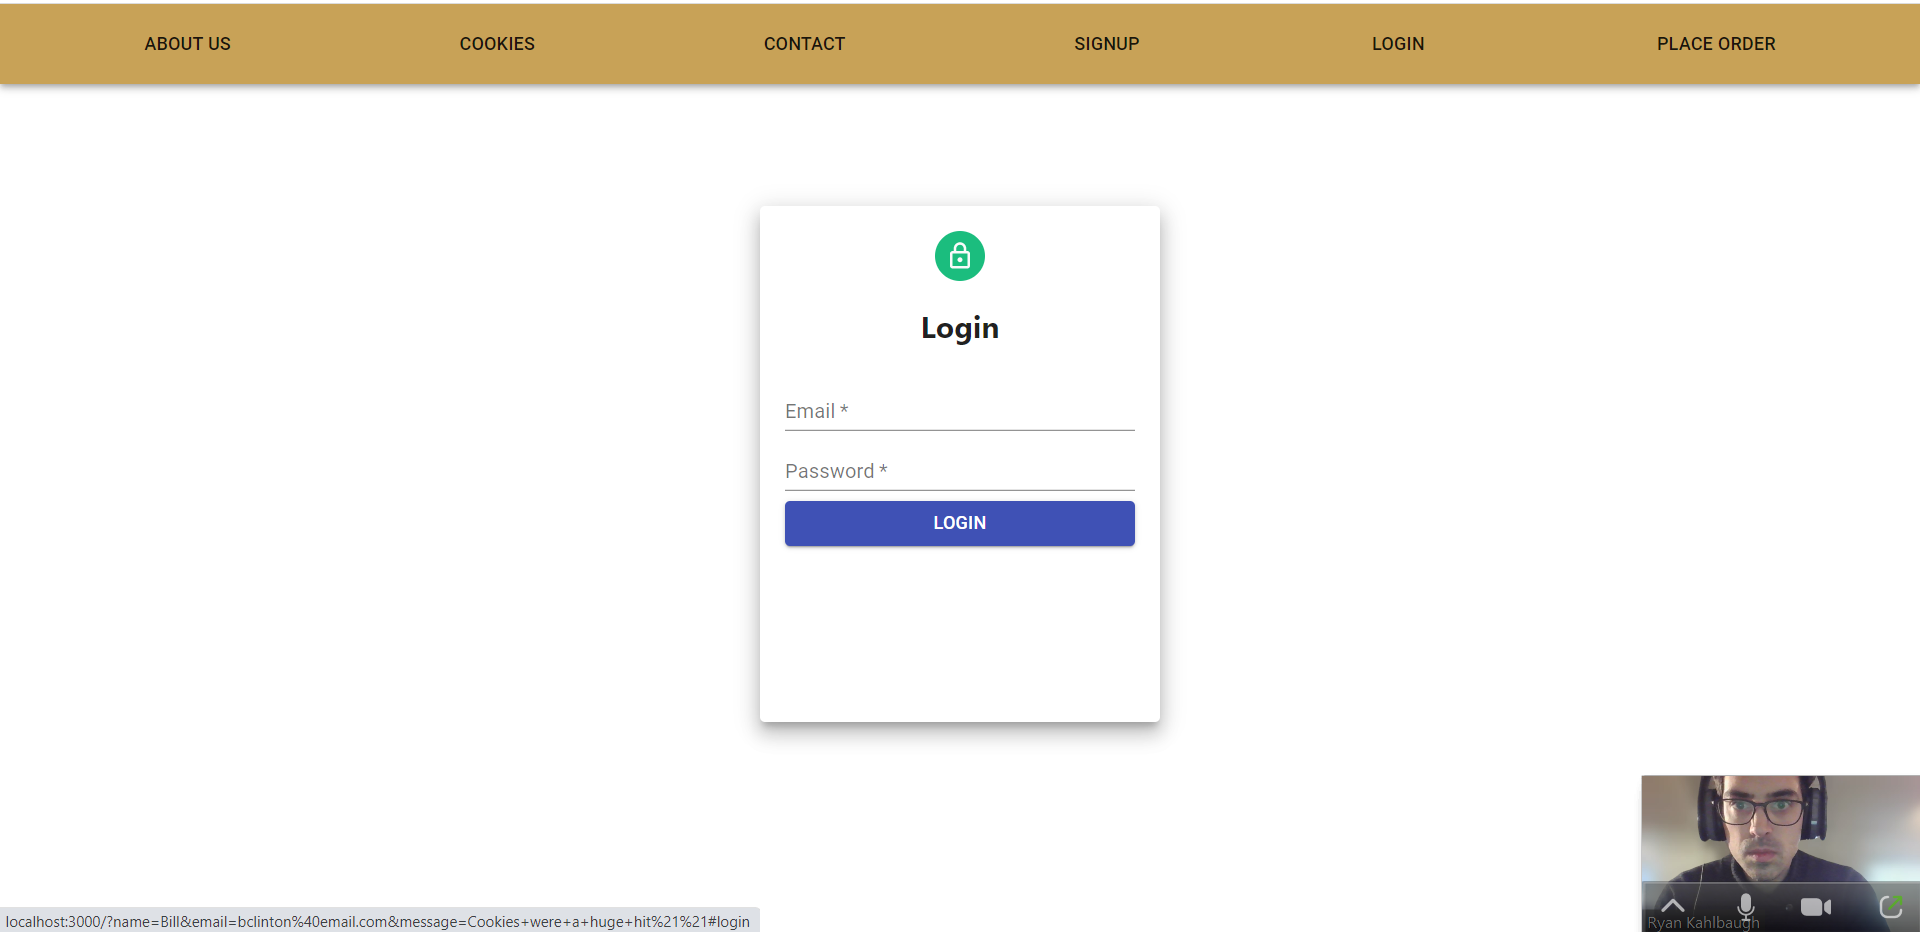 ABOUT US
COOKIES
CONTACT
SIGNUP
LOGIN
PLACE ORDER
Login
Email *
Password *
LOGIN
Ryan Kahlbaugh
localhost:3000/?name=Bill&email=bclinton%40email.com&message=Cookies+were+a+huge+hit%21%21#login